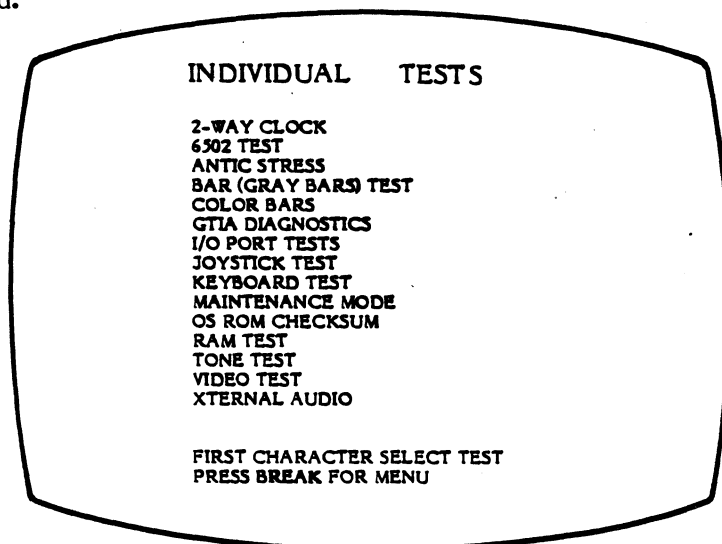 d.
INDIVIDUAL TESTS
2-WAY CLOCK
6502 TEST
ANTIC STRESS
BAR (GRAY BARS) TEST
COLOR BARS
GTIA DIAGNOSTICS
I/O PORT TESTS
JOYSTICK TEST
KEYBOARD TEST
MAINTENANCE MODE
OS ROM CHECKSUM
RAM TEST
TONE TEST
VIDEO TEST
XTERNAL AUDIO
FIRST CHARACTER SELECT TEST
PRESS BREAK FOR MENU